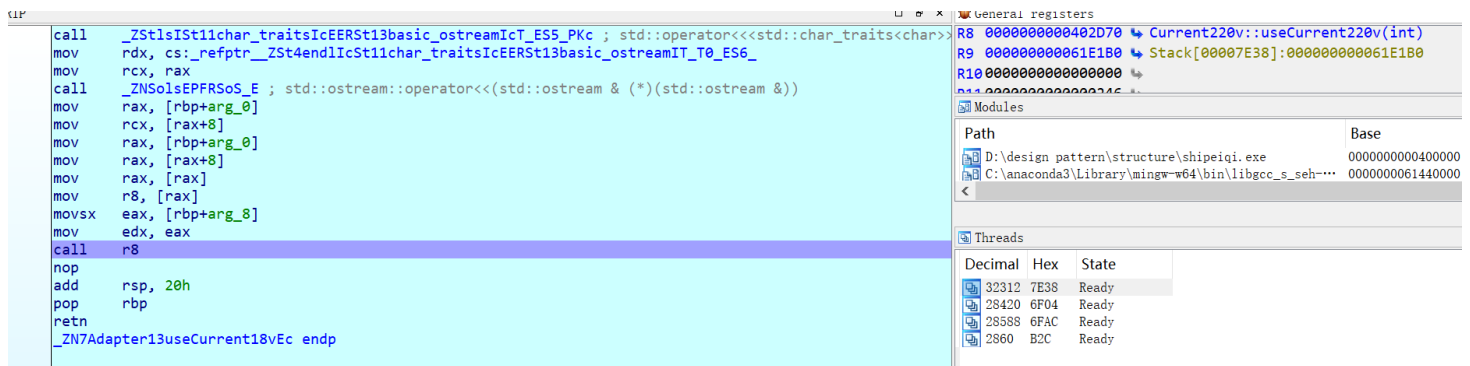 call _ZStlsISt11char_traitsIcEERSt13basic_ostreamIcT_ES5_PKc ; std::operator<<<std::char_traits<char>>
mov rdx, cs:_refptr__ZSt4endlIcSt11char_traitsIcEERSt13basic_ostreamIT_T0_ES6_
mov rcx, rax
call _ZNSolsEPFRSoS_E ; std::ostream::operator<<(std::ostream & (*)(std::ostream &))
mov rax, [rbp+arg_0]
mov rcx, [rax+8]
mov rax, [rbp+arg_0]
mov rax, [rax+8]
mov rax, [rax]
mov r8, [rax]
movsx eax, [rbp+arg_8]
mov edx, eax
call r8
nop
add rsp, 20h
pop rbp
retn
_ZN7Adapter13useCurrent18vEc endp
General registers
R8 0000000000402D70 Current220v::useCurrent220v(int)
R9 000000000061E1B0 Stack[00007E38]:000000000061E1B0
R10 0000000000000000
R11 0000000000000246
Modules
Path Base
D:\design pattern\structure\shipeiqi.exe 0000000000400000
C:\anaconda3\Library\mingw-w64\bin\libgcc_s_seh-··· 0000000061440000
Threads
Decimal Hex State
32312 7E38 Ready
28420 6F04 Ready
28588 6FAC Ready
2860 B2C Ready